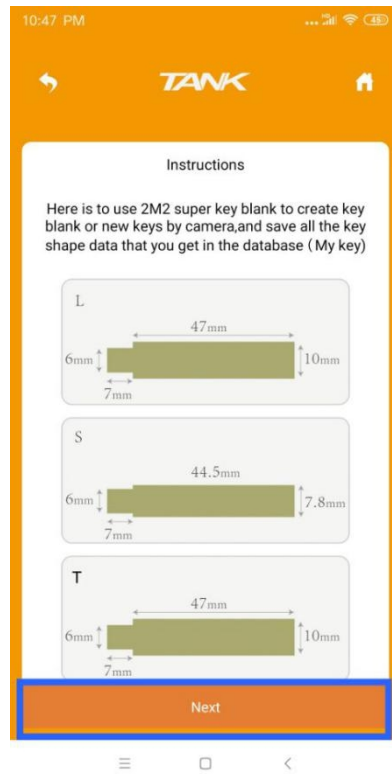 10:47 PM
... HD 48
TANK
Instructions
Here is to use 2M2 super key blank to create key
blank or new keys by camera,and save all the key
shape data that you get in the database (My key)
L
47mm
6mm
10mm
7mm
S
44.5mm
6mm
7.8mm
7mm
T
47mm
6mm
10mm
7mm
Next